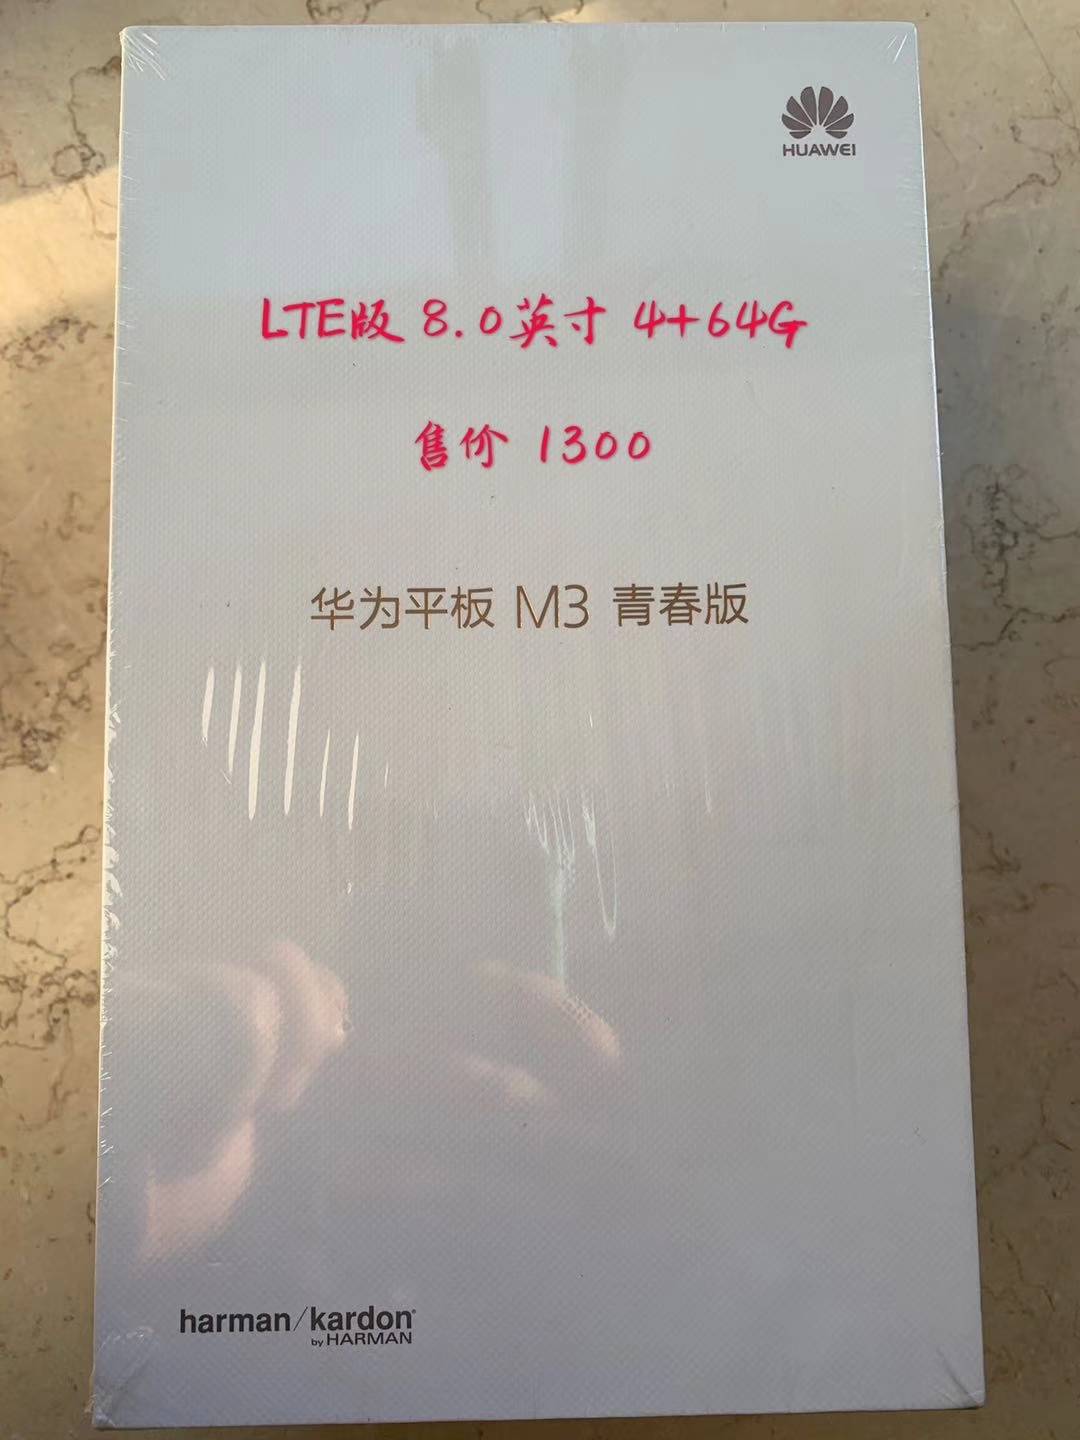 HUAWEI
LTE版 8.0英寸 4+64G
售价 1300
华为平板 M3 青春版
harman/kardon®
by HARMAN